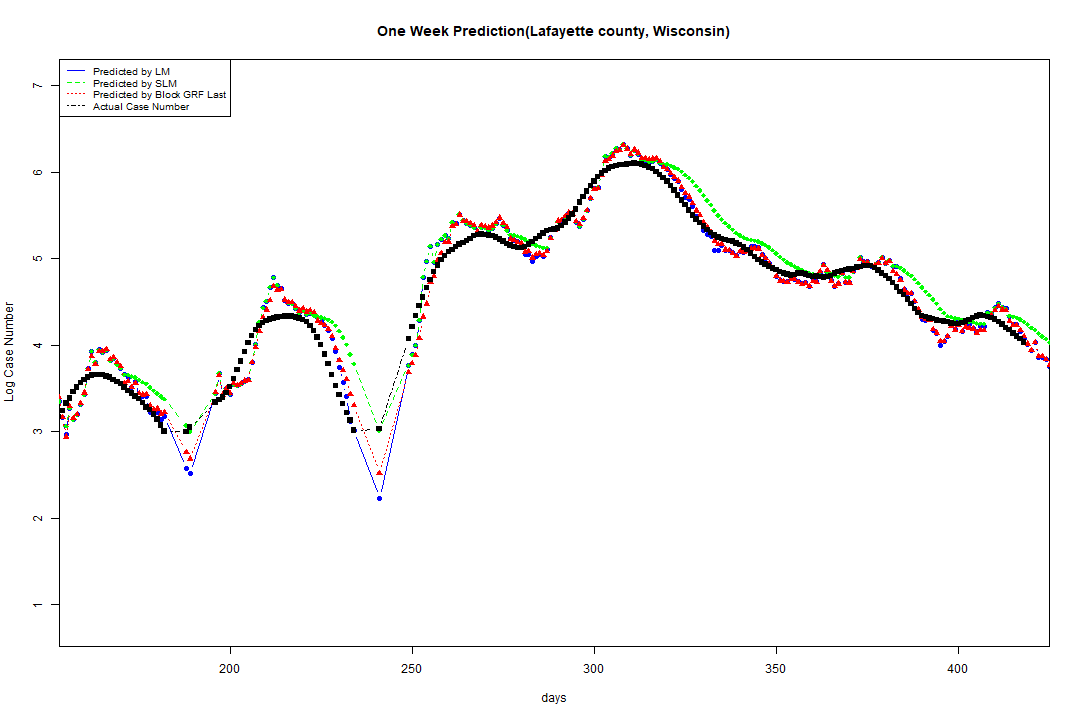 One Week Prediction(Lafayette county, Wisconsin)
Predicted by LM
Predicted by SLM
Predicted by Block GRF Last
Actual Case Number
7
6
5
4
3
2
1
Log Case Number
200 250 300 350 400
days